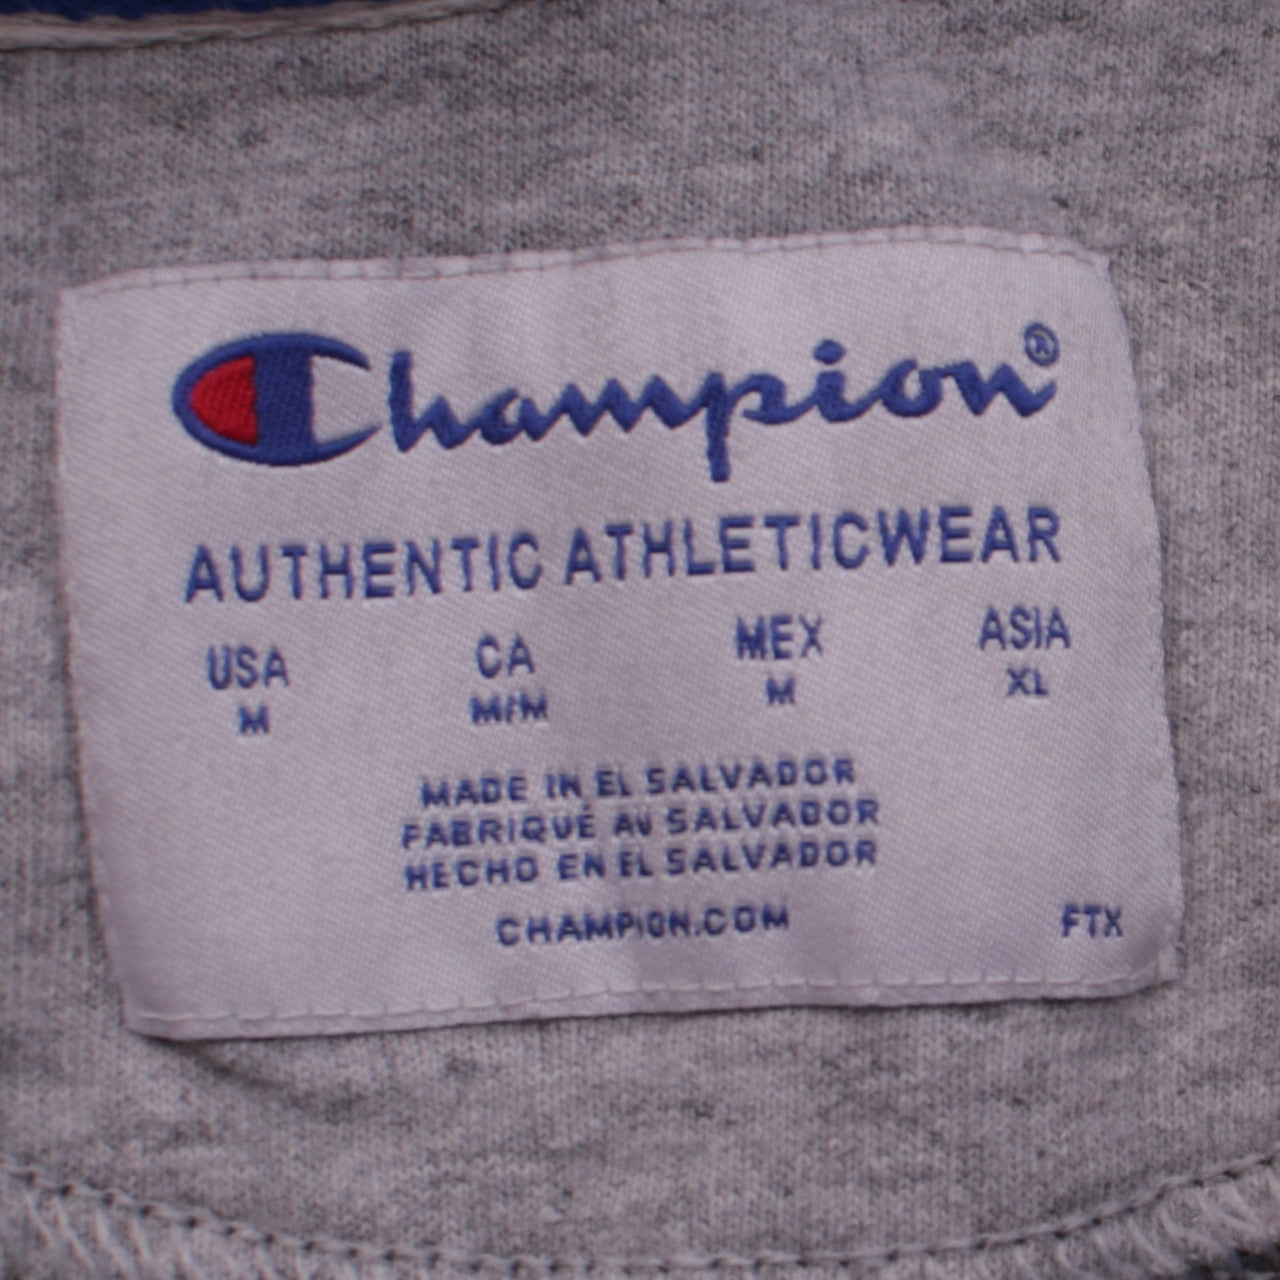 Champion®
AUTHENTIC ATHLETICWEAR
USA CA MEX ASIA
M M/M M XL
MADE IN EL SALVADOR
FABRIQUÉ AU SALVADOR
HECHO EN EL SALVADOR
CHAMPION.COM FTX